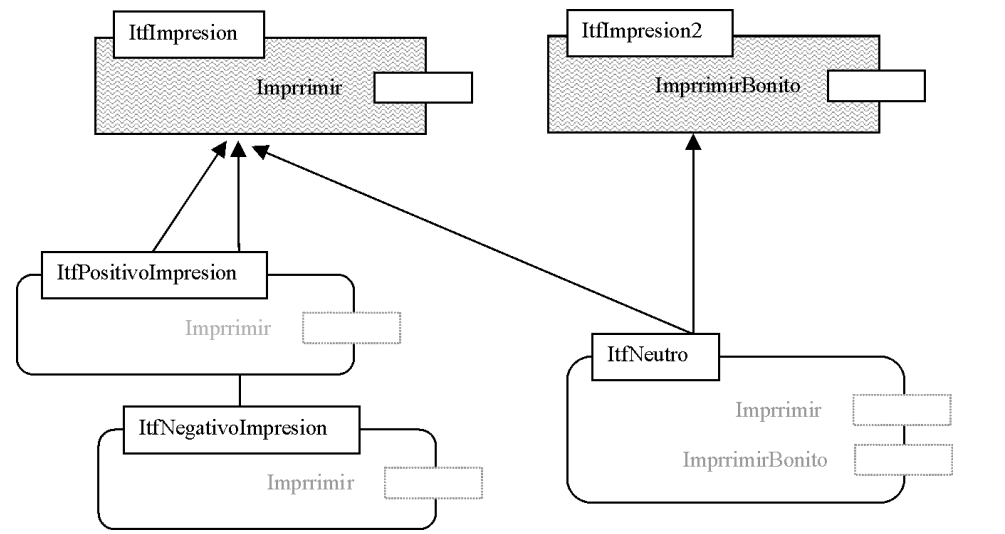 ItfImpresion
Imprrimir
ItfImpresion2
ImprrimirBonito
ItfPositivoImpresion
Imprrimir
ItfNegativoImpresion
Imprrimir
ItfNeutro
Imprrimir
ImprrimirBonito